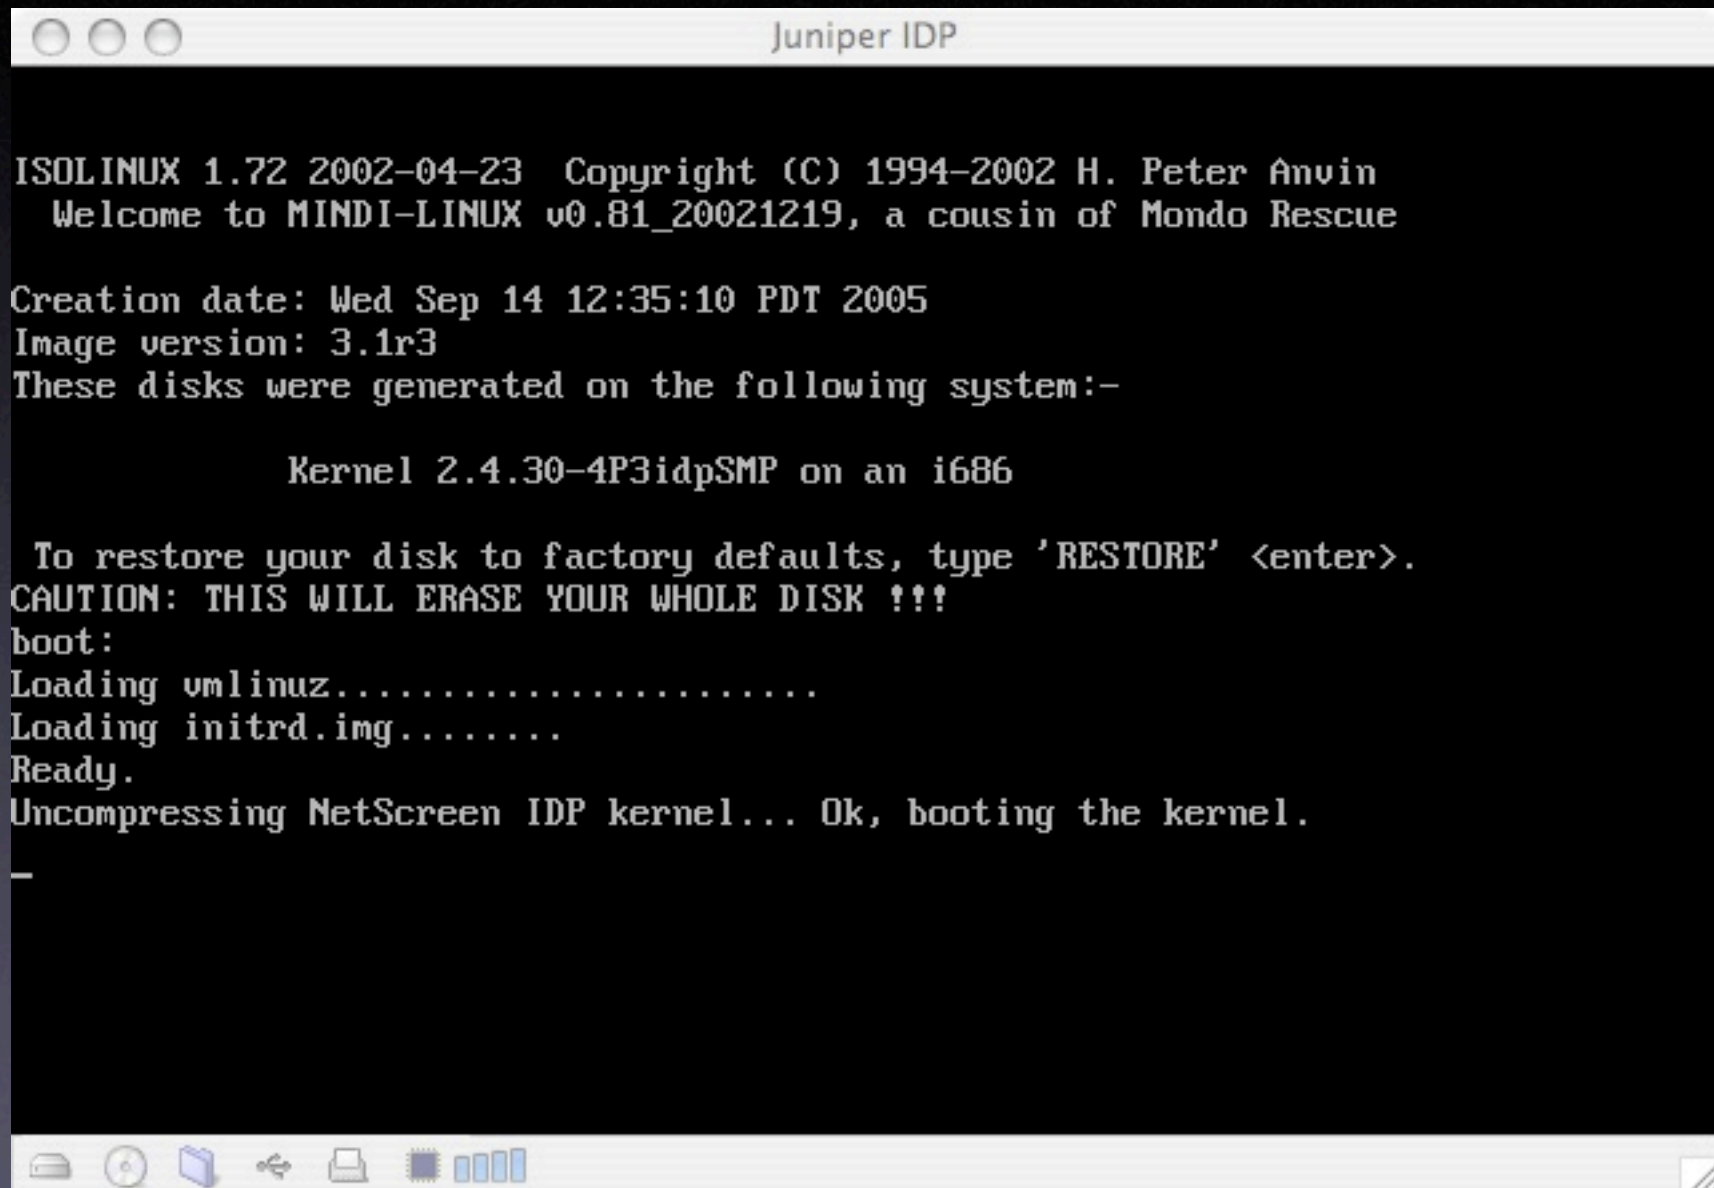 Juniper IDP
ISOLINUX 1.72 2002-04-23  Copyright (C) 1994-2002 H. Peter Anvin
Welcome to MINDI-LINUX v0.81_20021219, a cousin of Mondo Rescue
Creation date: Wed Sep 14 12:35:10 PDT 2005
Image version: 3.1r3
These disks were generated on the following system:-
Kernel 2.4.30-4P3idpSMP on an i686
To restore your disk to factory defaults, type 'RESTORE' <enter>.
CAUTION: THIS WILL ERASE YOUR WHOLE DISK !!!
boot:
Loading vmlinuz.......................
Loading initrd.img........
Ready.
Uncompressing NetScreen IDP kernel... Ok, booting the kernel.
_